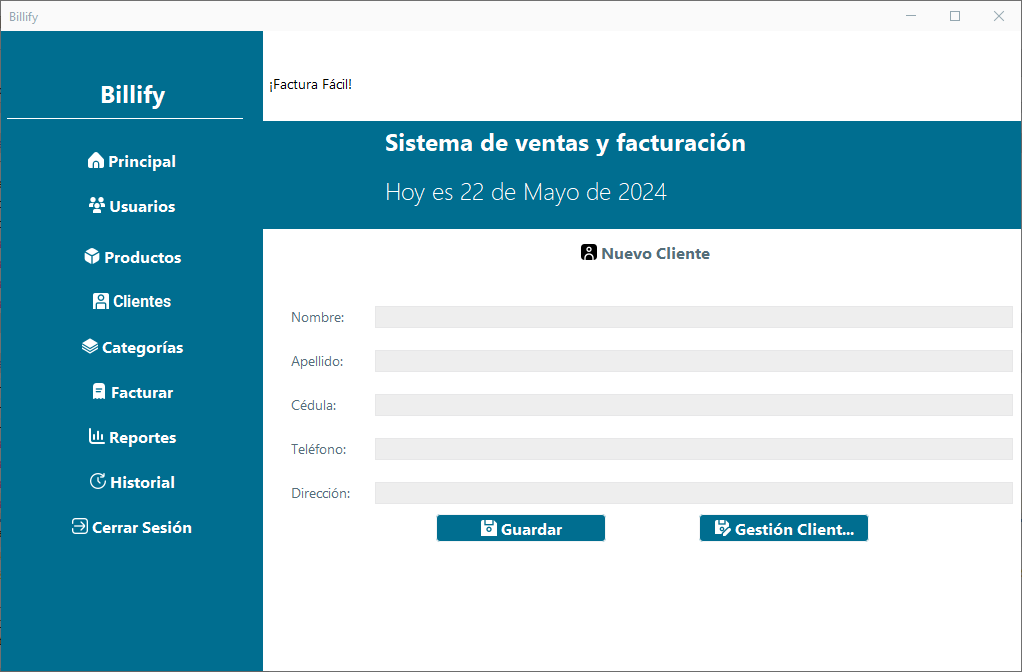 Billify
Billify
Principal
Usuarios
Productos
Clientes
Categorías
Facturar
Reportes
Historial
Cerrar Sesión
¡Factura Fácil!
Sistema de ventas y facturación
Hoy es 22 de Mayo de 2024
Nuevo Cliente
Nombre:
Apellido:
Cédula:
Teléfono:
Dirección:
Guardar
Gestión Client...